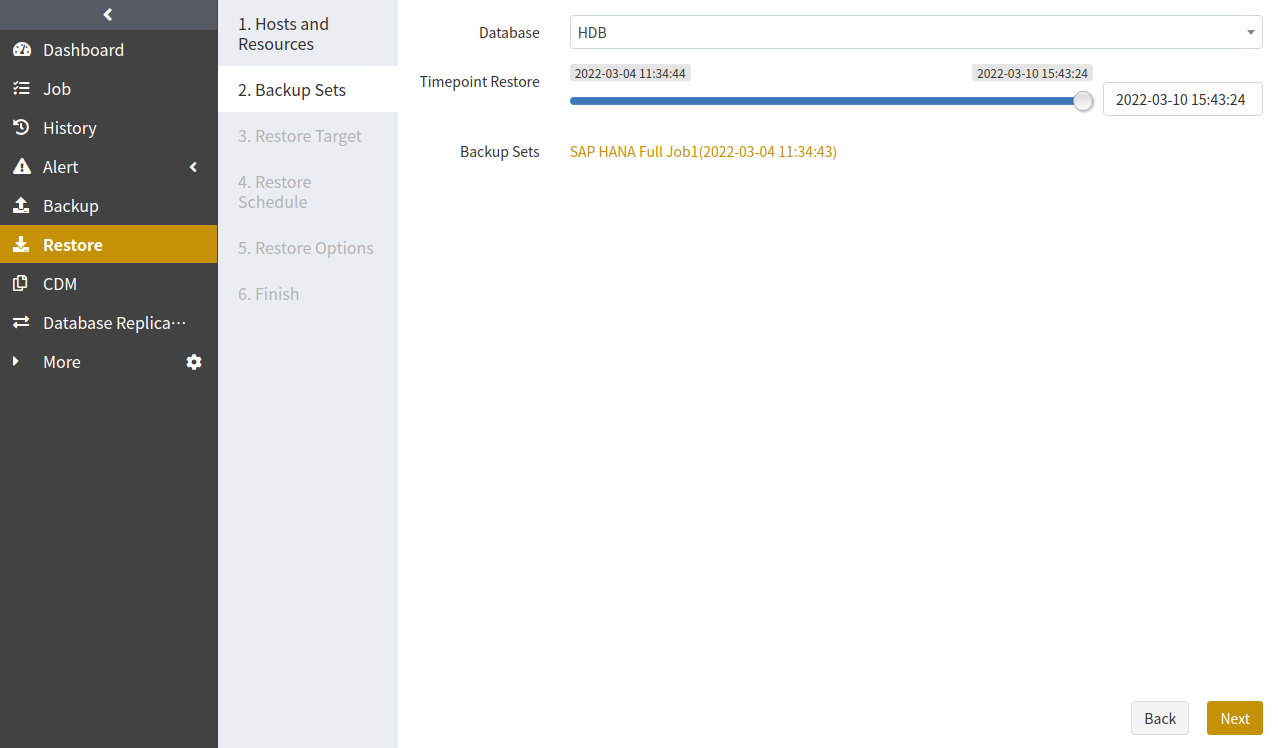 Dashboard
Job
History
Alert
Backup
Restore
CDM
Database Replica···
More
1. Hosts and
Resources
2. Backup Sets
3. Restore Target
4. Restore
Schedule
5. Restore Options
6. Finish
Database
HDB
Timepoint Restore
2022-03-04 11:34:44
2022-03-10 15:43:24
2022-03-10 15:43:24
Backup Sets
SAP HANA Full Job1(2022-03-04 11:34:43)
Back
Next